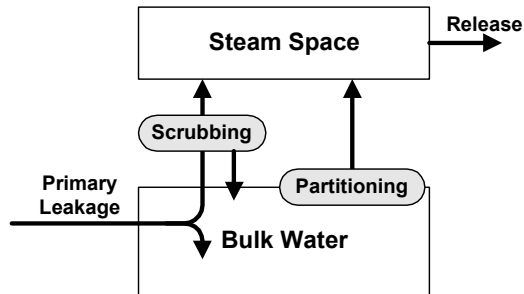 Steam Space
Release
Scrubbing
Partitioning
Primary
Leakage
Bulk Water